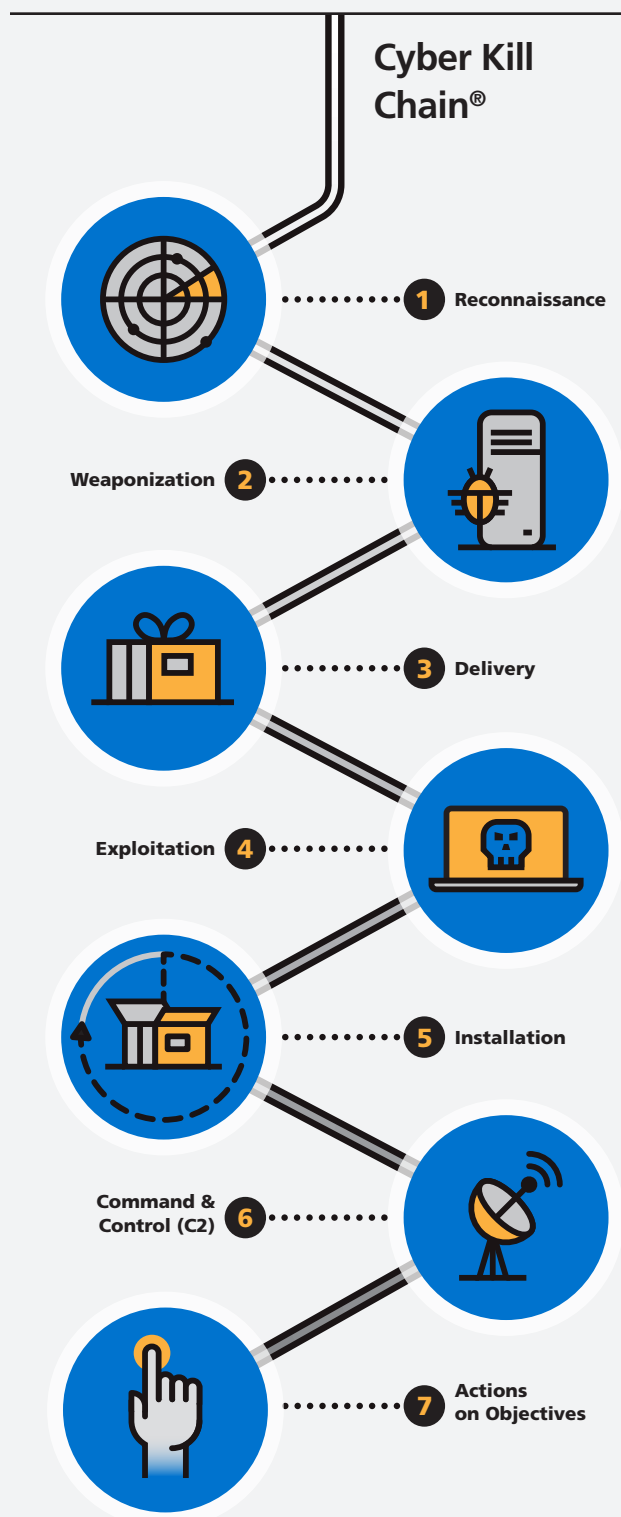 Cyber Kill
Chain®
1 Reconnaissance
Weaponization 2
3 Delivery
Exploitation 4
5 Installation
Command &
Control (C2) 6
7 Actions
on Objectives